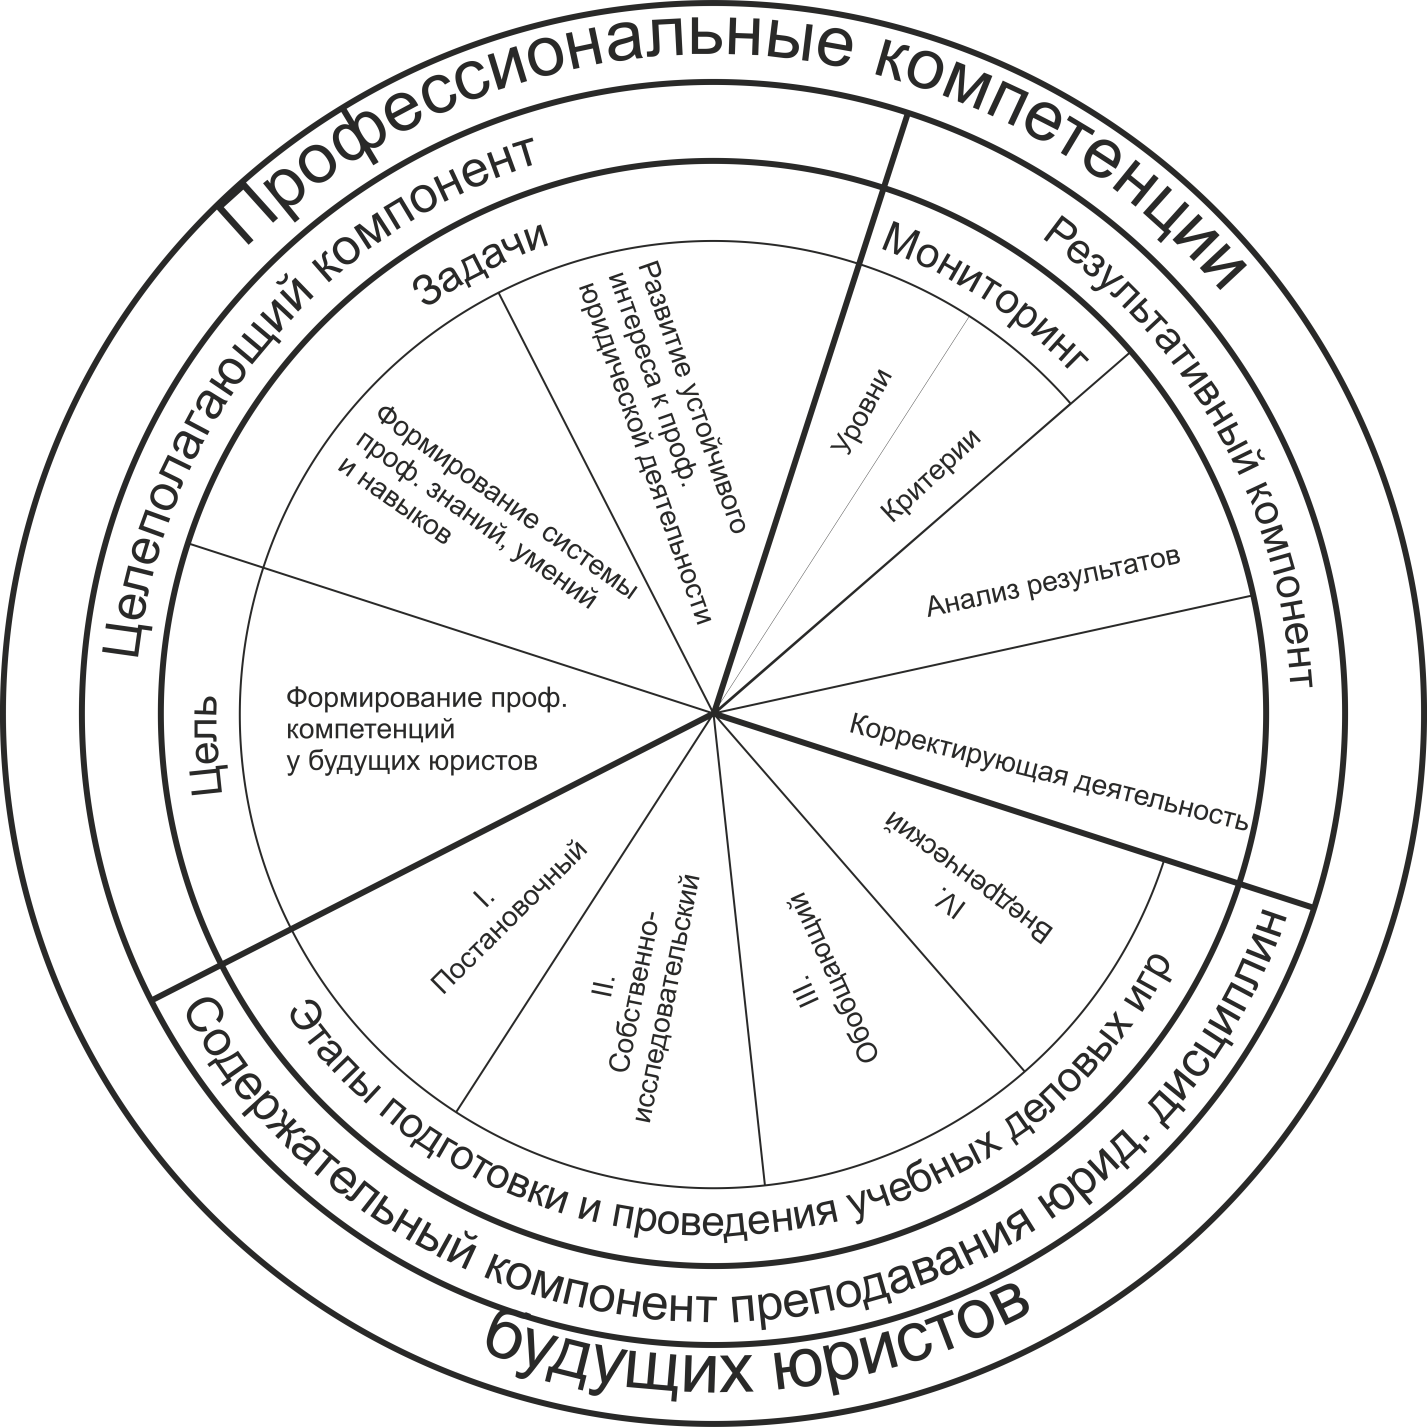 Профессиональные компетенции
будущих юристов
Целеполагающий компонент
Задачи
Развитие устойчивого
интереса к проф.
юридической деятельности
Формирование системы
проф. знаний, умений
и навыков
Цель
Формирование проф.
компетенций
у будущих юристов
Результативный компонент
Мониторинг
Уровни
Критерии
Анализ результатов
Корректирующая деятельность
Содержательный компонент преподавания юрид. дисциплин
Этапы подготовки и проведения учебных деловых игр
I.
Постановочный
II.
Собственно-
исследовательский
III.
Обобщающий
IV.
Внедренческий